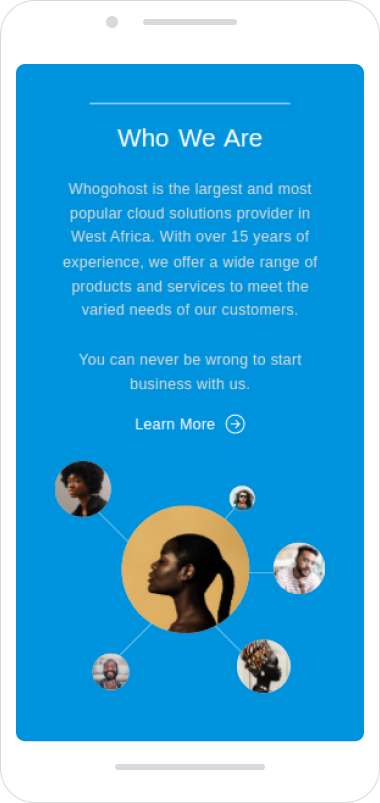 Who We Are
Whogohost is the largest and most
popular cloud solutions provider in
West Africa. With over 15 years of
experience, we offer a wide range of
products and services to meet the
varied needs of our customers.
You can never be wrong to start
business with us.
Learn More